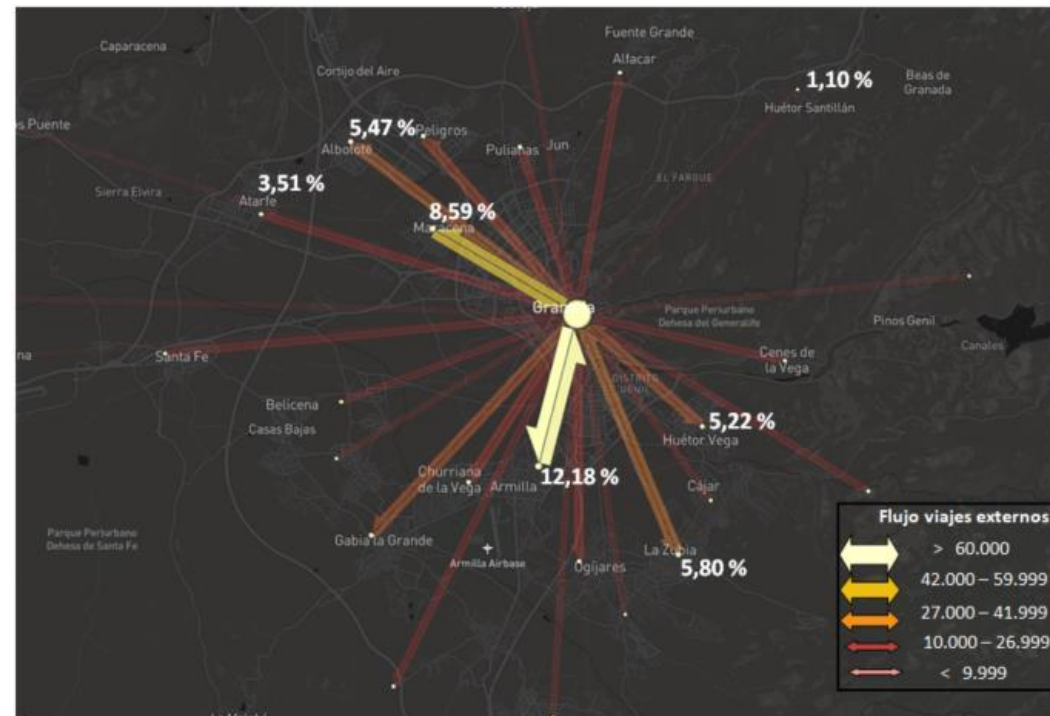 Caparacena
Fuente Grande
Alfacar
Cortijo del Aire
1,10 %
Beas de
Granada
Huétor Santillán
os Puente
5,47 %
Peligros
Albolote
Pulianas
Jun
EL FARGUE
Sierra Elvira
3,51 %
Atarfe
8,59 %
Maracena
Granada
Parque Periurbano
Dehesa del Generalife
Pinos Genil
Canales
na
Santa Fe
Cenes de
la Vega
DISTRITO
GENIL
Belicena
Casas Bajas
5,22 %
Huétor Vega
Churriana
de la Vega
Armilla
12,18 %
Cájar
Parque Periurbano
Dehesa de Santa Fe
Gabia la Grande
Armilla Airbase
Ogíjares
La Zubia
5,80 %
Flujo viajes externos
> 60.000
42.000 – 59.999
27.000 – 41.999
10.000 – 26.999
< 9.999